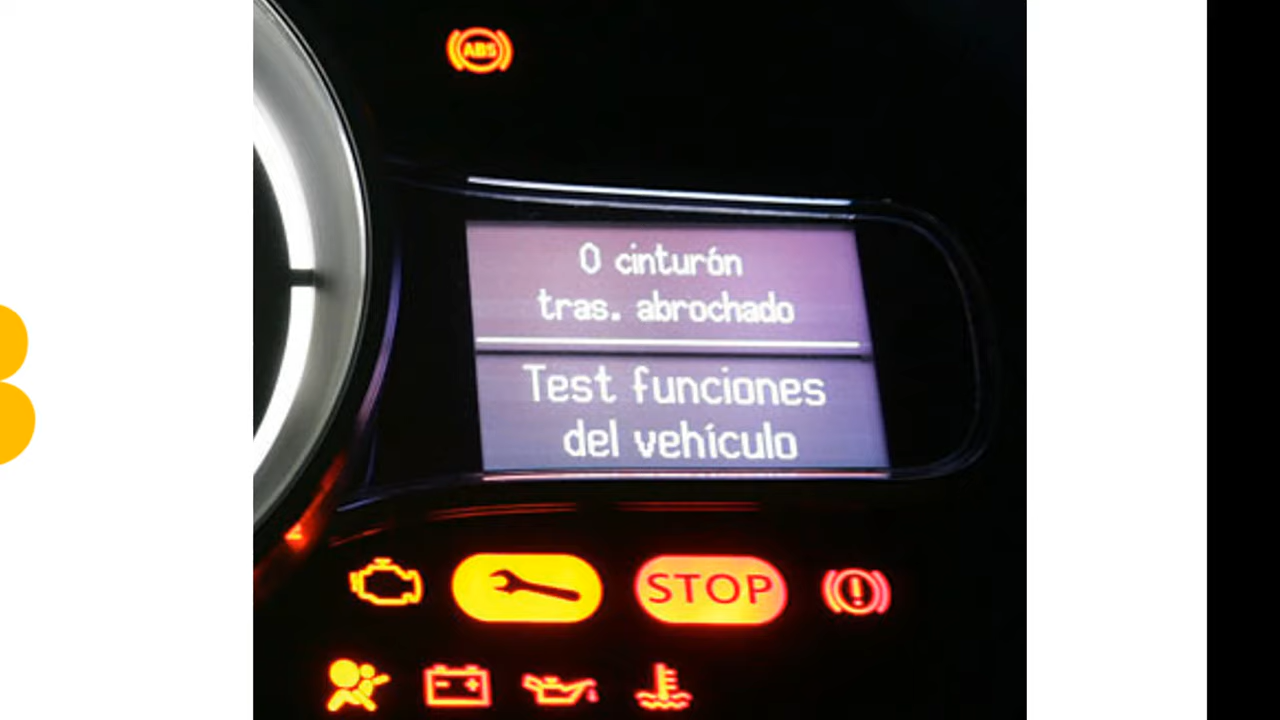 ABS
0 cinturón
tras. abrochado
Test funciones
del vehículo
STOP